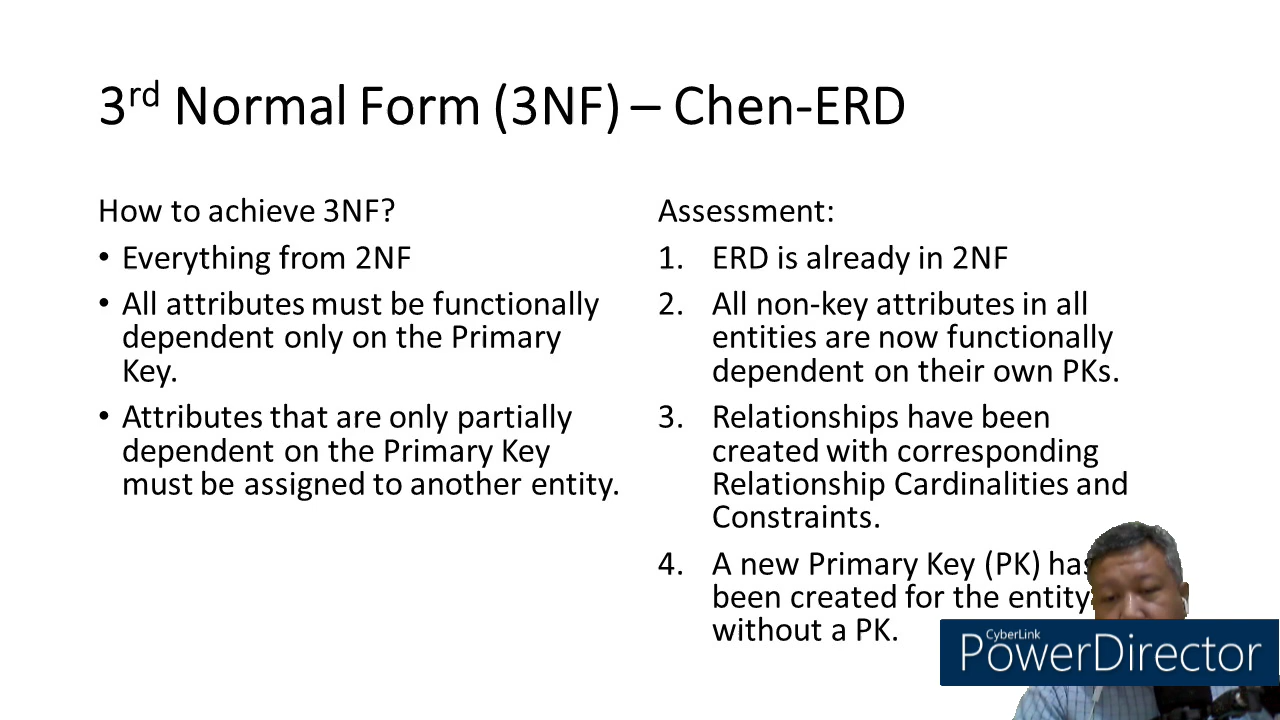 3rd Normal Form (3NF) – Chen-ERD
How to achieve 3NF?
• Everything from 2NF
• All attributes must be functionally
dependent only on the Primary
Key.
• Attributes that are only partially
dependent on the Primary Key
must be assigned to another entity.
Assessment:
1. ERD is already in 2NF
2. All non-key attributes in all
entities are now functionally
dependent on their own PKs.
3. Relationships have been
created with corresponding
Relationship Cardinalities and
Constraints.
4. A new Primary Key (PK) has
been created for the entity
without a PK.
CyberLink
PowerDirector